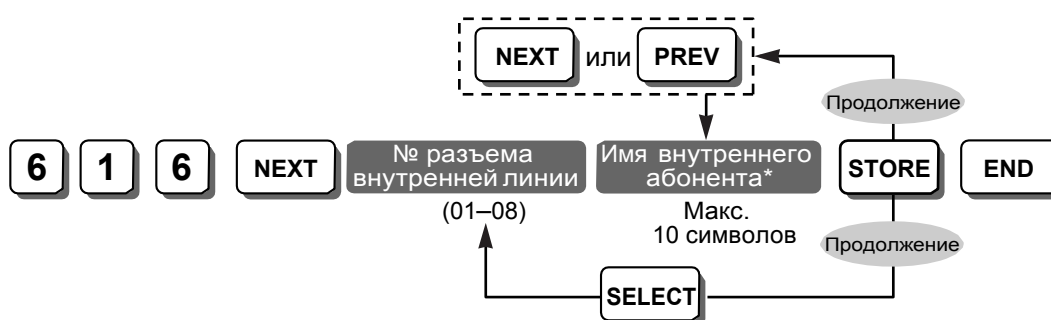 NEXT или PREV
Продолжение
6 1 6 NEXT № разъема внутренней линии Имя внутреннего абонента* STORE END
(01–08)
Макс.
10 символов
Продолжение
SELECT